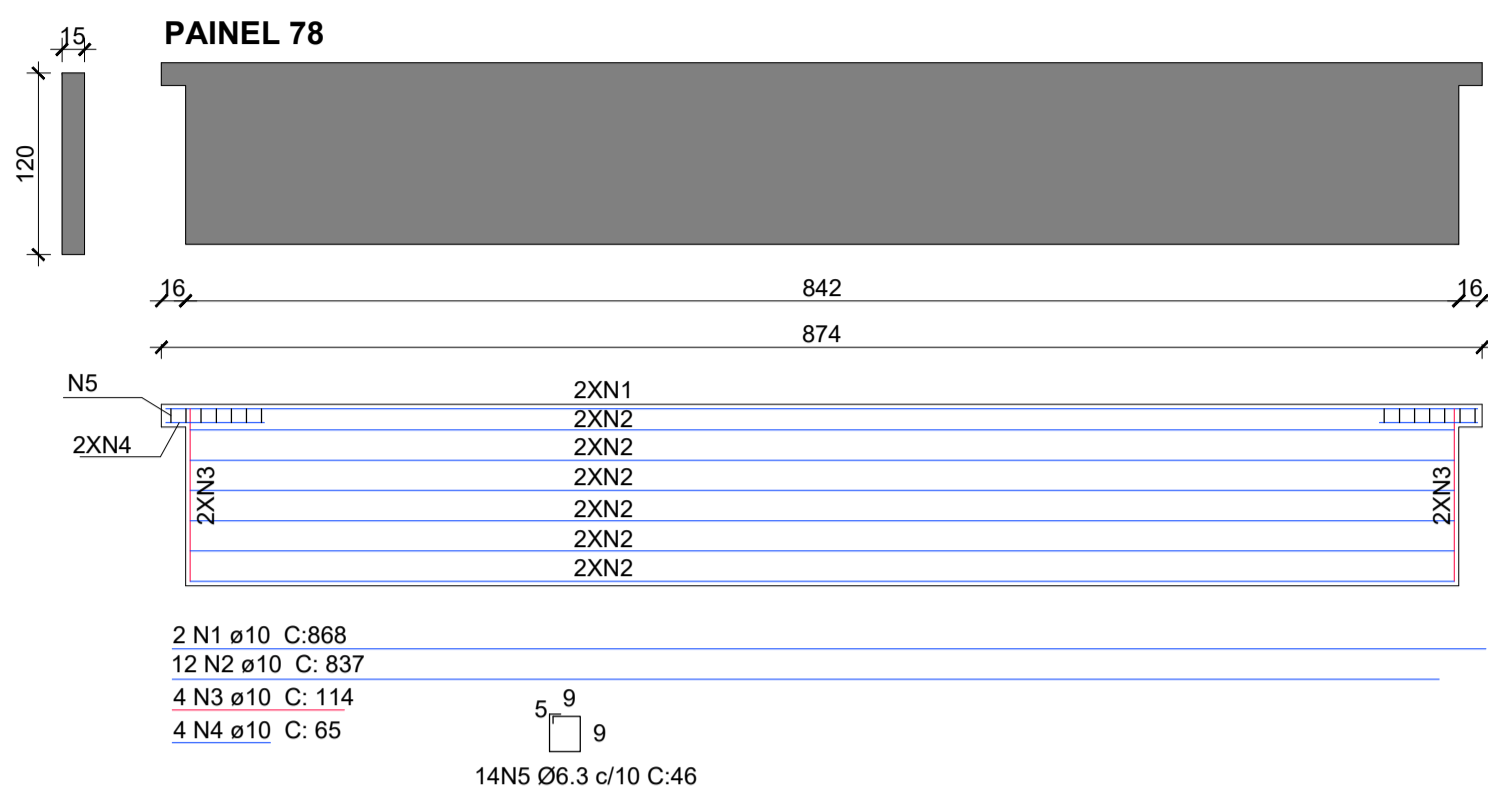 PAINEL 78
15
120
16
842
16
874
N5
2XN4
2XN1
2XN2
2XN2
2XN2
2XN2
2XN2
2XN2
2XN3
2XN3
2 N1 ø10 C:868
12 N2 ø10 C: 837
4 N3 ø10 C: 114
4 N4 ø10 C: 65
5
9
9
14N5 Ø6.3 c/10 C:46